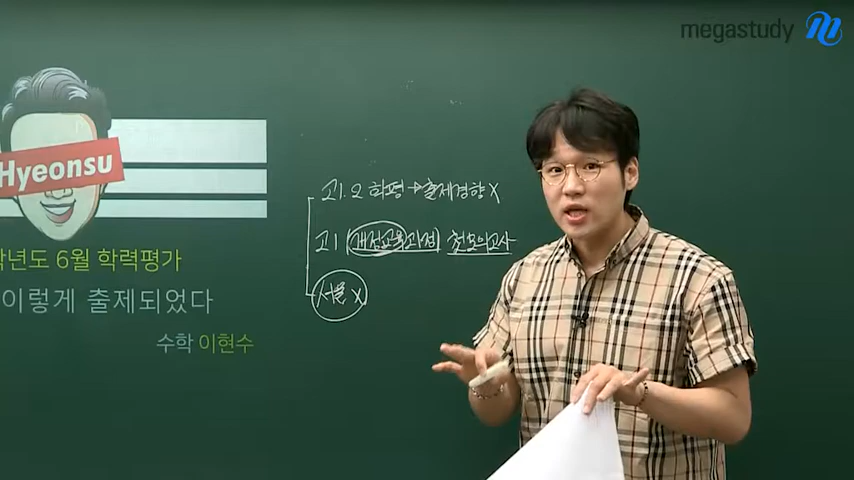 megastudy
Hyeonsu
학년도 6월 학력평가
이렇게 출제되었다
수학 이현수
고1.2 학평 → 출제경향 X
고1 개정교육과정 첫모의고사
서울 X